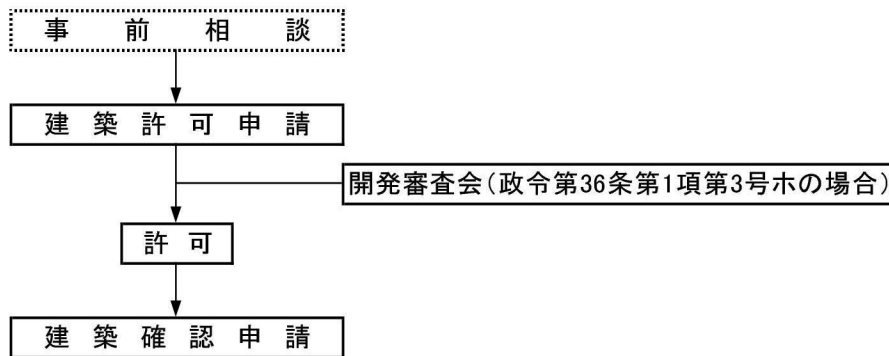 事前相談
建築許可申請
開発審査会(政令第36条第1項第3号ホの場合)
許可
建築確認申請